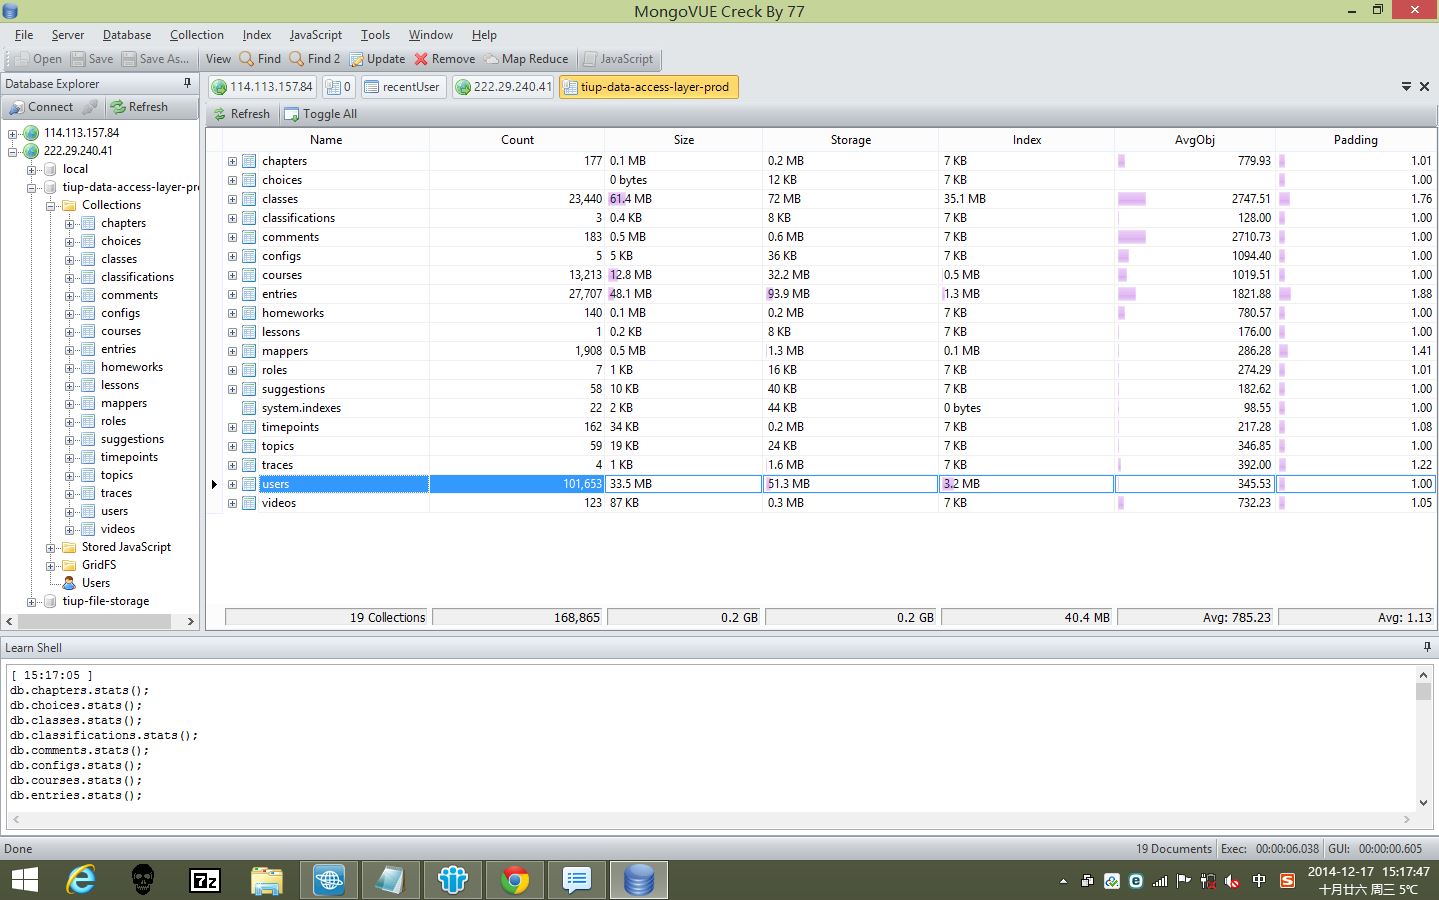 MongoVUE Creck By 77
File Server Database Collection Index JavaScript Tools Window Help
Open Save Save As... View Find Find 2 Update Remove Map Reduce JavaScript
Database Explorer
114.113.157.84 0 recentUser 222.29.240.41 tiup-data-access-layer-prod
Connect Refresh
Refresh Toggle All
114.113.157.84
222.29.240.41
local
tiup-data-access-layer-pr
Collections
chapters
choices
classes
classifications
comments
configs
courses
entries
homeworks
lessons
mappers
roles
suggestions
timepoints
topics
traces
users
videos
Stored JavaScript
GridFS
Users
tiup-file-storage
Name Count Size Storage Index AvgObj Padding
chapters 177 0.1 MB 0.2 MB 7 KB 779.93 1.01
choices 0 bytes 12 KB 7 KB 1.00
classes 23,440 61.4 MB 72 MB 35.1 MB 2747.51 1.76
classifications 3 0.4 KB 8 KB 7 KB 128.00 1.00
comments 183 0.5 MB 0.6 MB 7 KB 2710.73 1.00
configs 5 5 KB 36 KB 7 KB 1094.40 1.00
courses 13,213 12.8 MB 32.2 MB 0.5 MB 1019.51 1.00
entries 27,707 48.1 MB 93.9 MB 1.3 MB 1821.88 1.88
homeworks 140 0.1 MB 0.2 MB 7 KB 780.57 1.00
lessons 1 0.2 KB 8 KB 7 KB 176.00 1.00
mappers 1,908 0.5 MB 1.3 MB 0.1 MB 286.28 1.41
roles 7 1 KB 16 KB 7 KB 274.29 1.01
suggestions 58 10 KB 40 KB 7 KB 182.62 1.00
system.indexes 22 2 KB 44 KB 0 bytes 98.55 1.00
timepoints 162 34 KB 0.2 MB 7 KB 217.28 1.08
topics 59 19 KB 24 KB 7 KB 346.85 1.00
traces 4 1 KB 1.6 MB 7 KB 392.00 1.22
users 101,653 33.5 MB 51.3 MB 3.2 MB 345.53 1.00
videos 123 87 KB 0.3 MB 7 KB 732.23 1.05
19 Collections 168,865 0.2 GB 0.2 GB 40.4 MB Avg: 785.23 Avg: 1.13
Learn Shell
[ 15:17:05 ]
db.chapters.stats();
db.choices.stats();
db.classes.stats();
db.classifications.stats();
db.comments.stats();
db.configs.stats();
db.courses.stats();
db.entries.stats();
Done 19 Documents Exec: 00:00:06.038 GUI: 00:00:00.605
7z 中 S 2014-12-17 15:17:47
十月廿六 周三 5℃